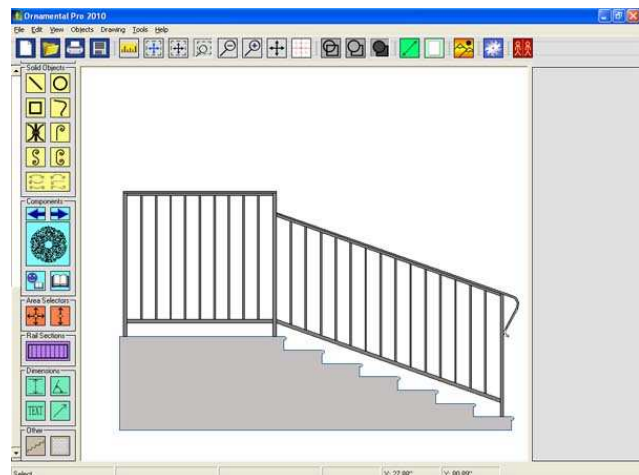 Ornamental Pro 2010
File Edit View Objects Drawing Tools Help
Solid Objects
Components
Area Selectors
Rail Sections
Dimensions
TEXT
Other
Select